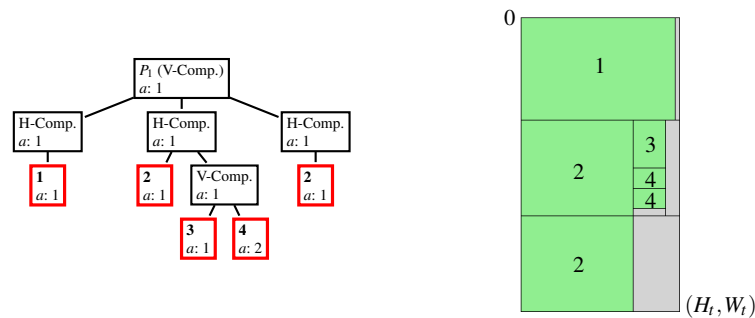 P₁ (V-Comp.)
a: 1
H-Comp.
a: 1
H-Comp.
a: 1
H-Comp.
a: 1
1
a: 1
2
a: 1
V-Comp.
a: 1
2
a: 1
3
a: 1
4
a: 2
0
1
2
3
4
4
2
(Hₜ, Wₜ)